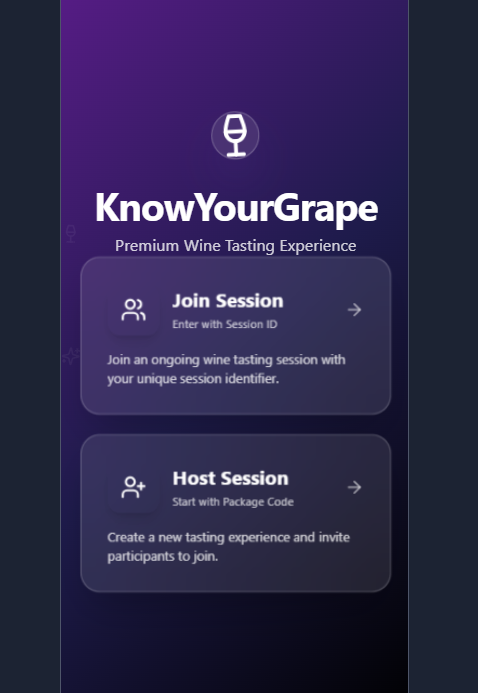 KnowYourGrape
Premium Wine Tasting Experience
Join Session
Enter with Session ID
Join an ongoing wine tasting session with
your unique session identifier.
Host Session
Start with Package Code
Create a new tasting experience and invite
participants to join.